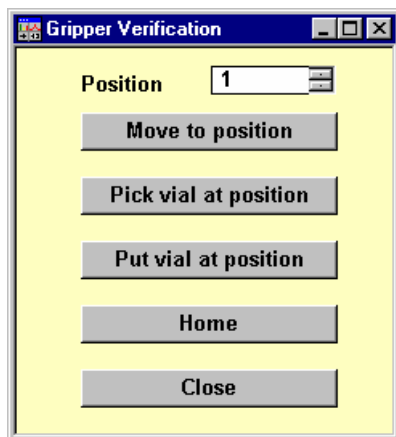 Gripper Verification
Position 1
Move to position
Pick vial at position
Put vial at position
Home
Close